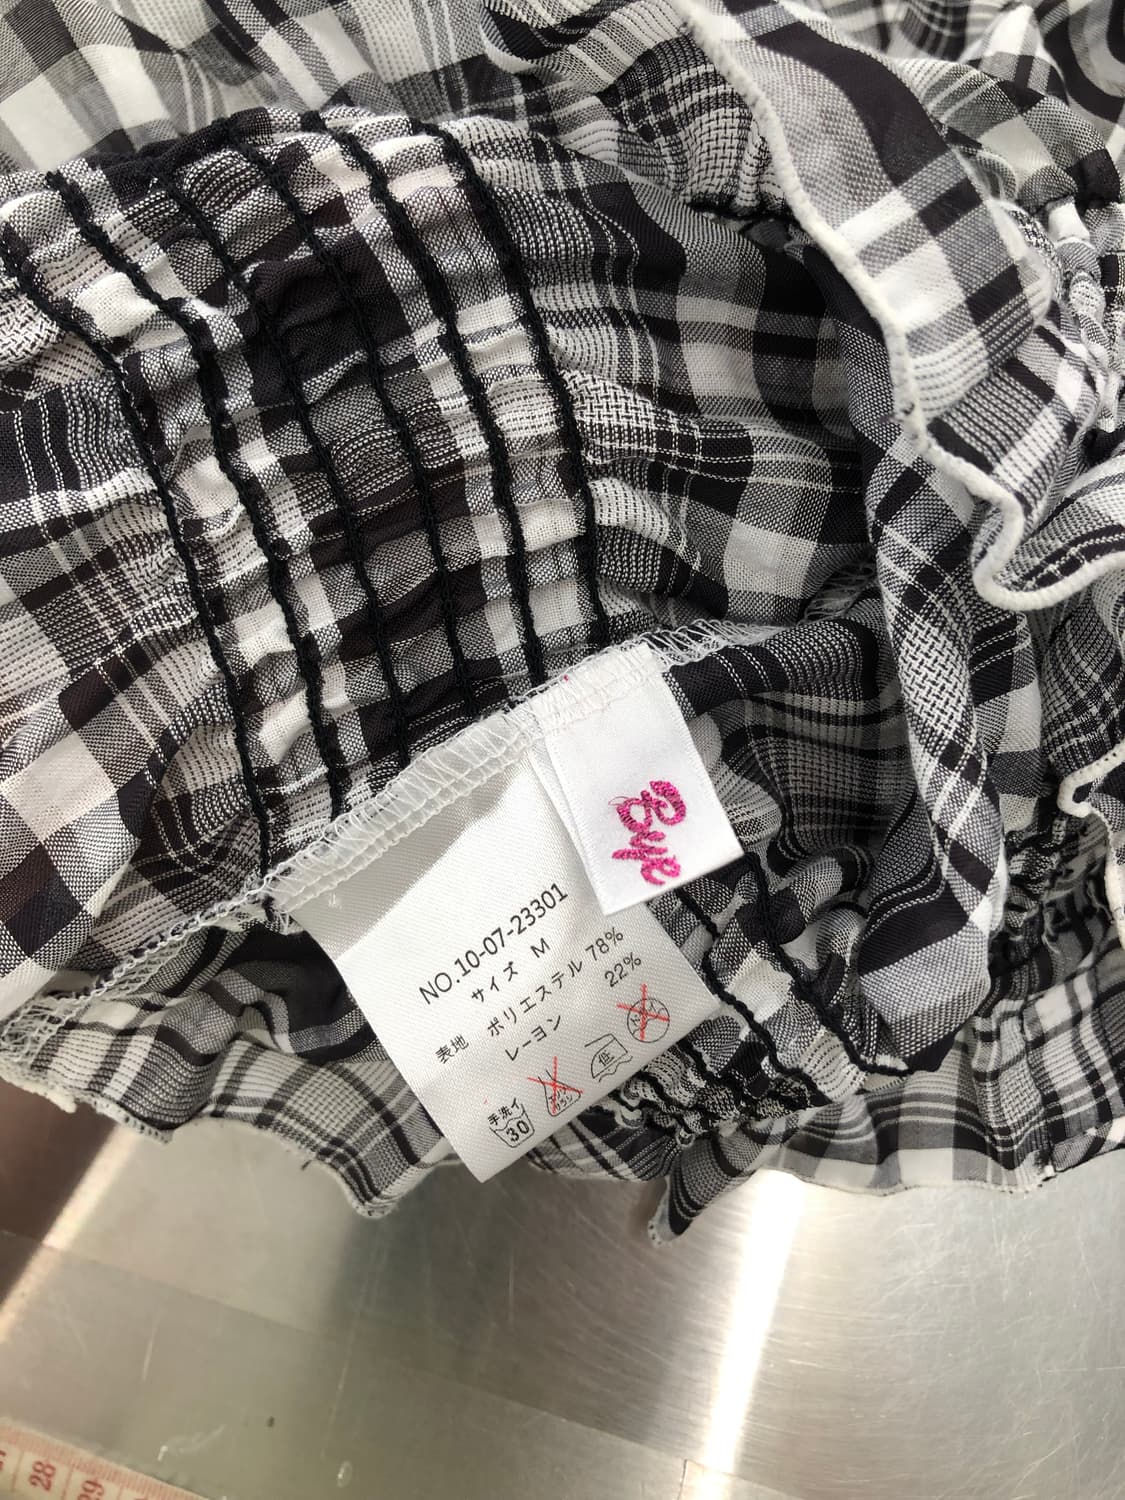 NO.10-07-23301
サイズ M
表地 ポリエステル 78%
レーヨン 22%
手洗イ
30
低
28
29